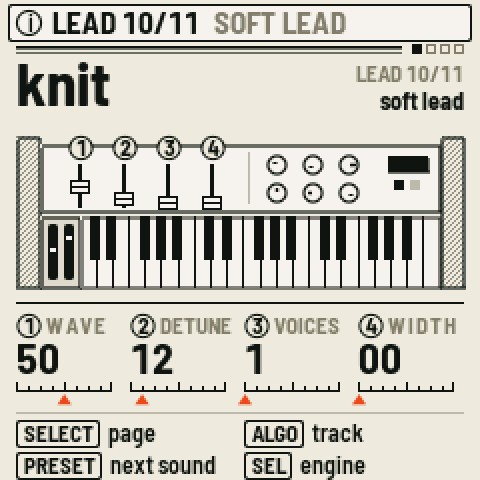 i LEAD 10/11 SOFT LEAD
knit
LEAD 10/11
soft lead
1 2 3 4
1 WAVE 2 DETUNE 3 VOICES 4 WIDTH
50 12 1 00
SELECT page ALGO track
PRESET next sound SEL engine